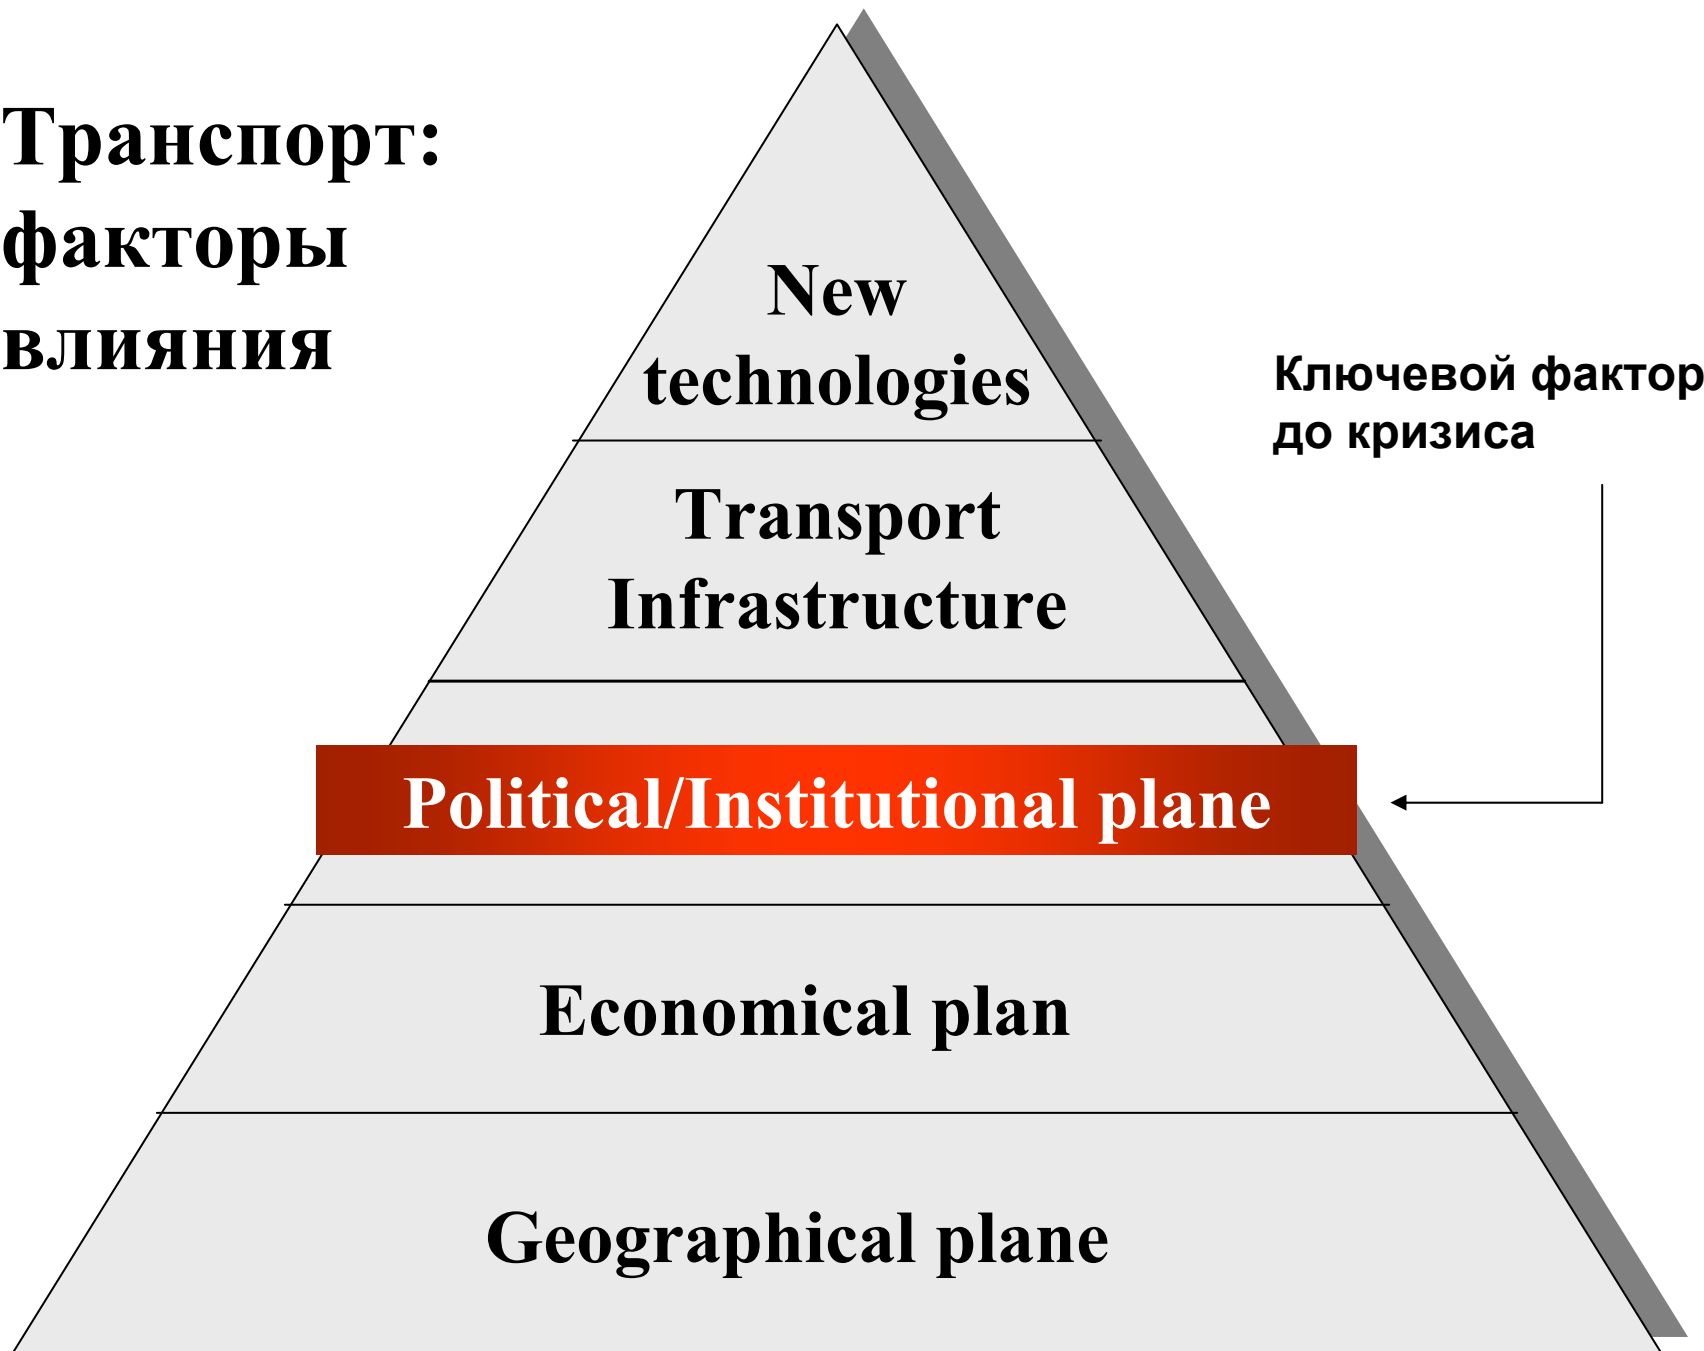 Транспорт:
факторы
влияния
New
technologies
Ключевой фактор
до кризиса
Transport
Infrastructure
Political/Institutional plane
Economical plan
Geographical plane